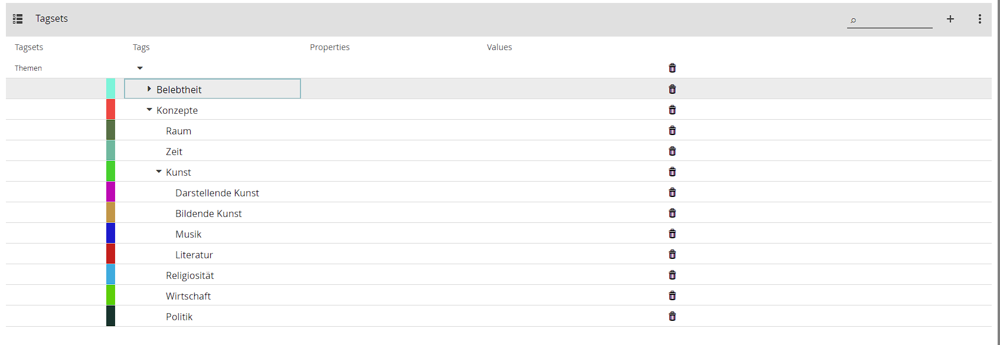 Tagsets
Tagsets Tags Properties Values
Themen
Belebtheit
Konzepte
Raum
Zeit
Kunst
Darstellende Kunst
Bildende Kunst
Musik
Literatur
Religiosität
Wirtschaft
Politik